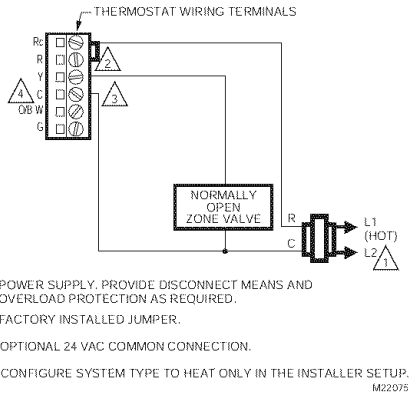 THERMOSTAT WIRING TERMINALS
Rc
R
2
Y
4
C
3
O/B W
G
NORMALLY
OPEN
ZONE VALVE
R
L1
(HOT)
C
L2
1
POWER SUPPLY. PROVIDE DISCONNECT MEANS AND
OVERLOAD PROTECTION AS REQUIRED.
FACTORY INSTALLED JUMPER.
OPTIONAL 24 VAC COMMON CONNECTION.
CONFIGURE SYSTEM TYPE TO HEAT ONLY IN THE INSTALLER SETUP.
M22075